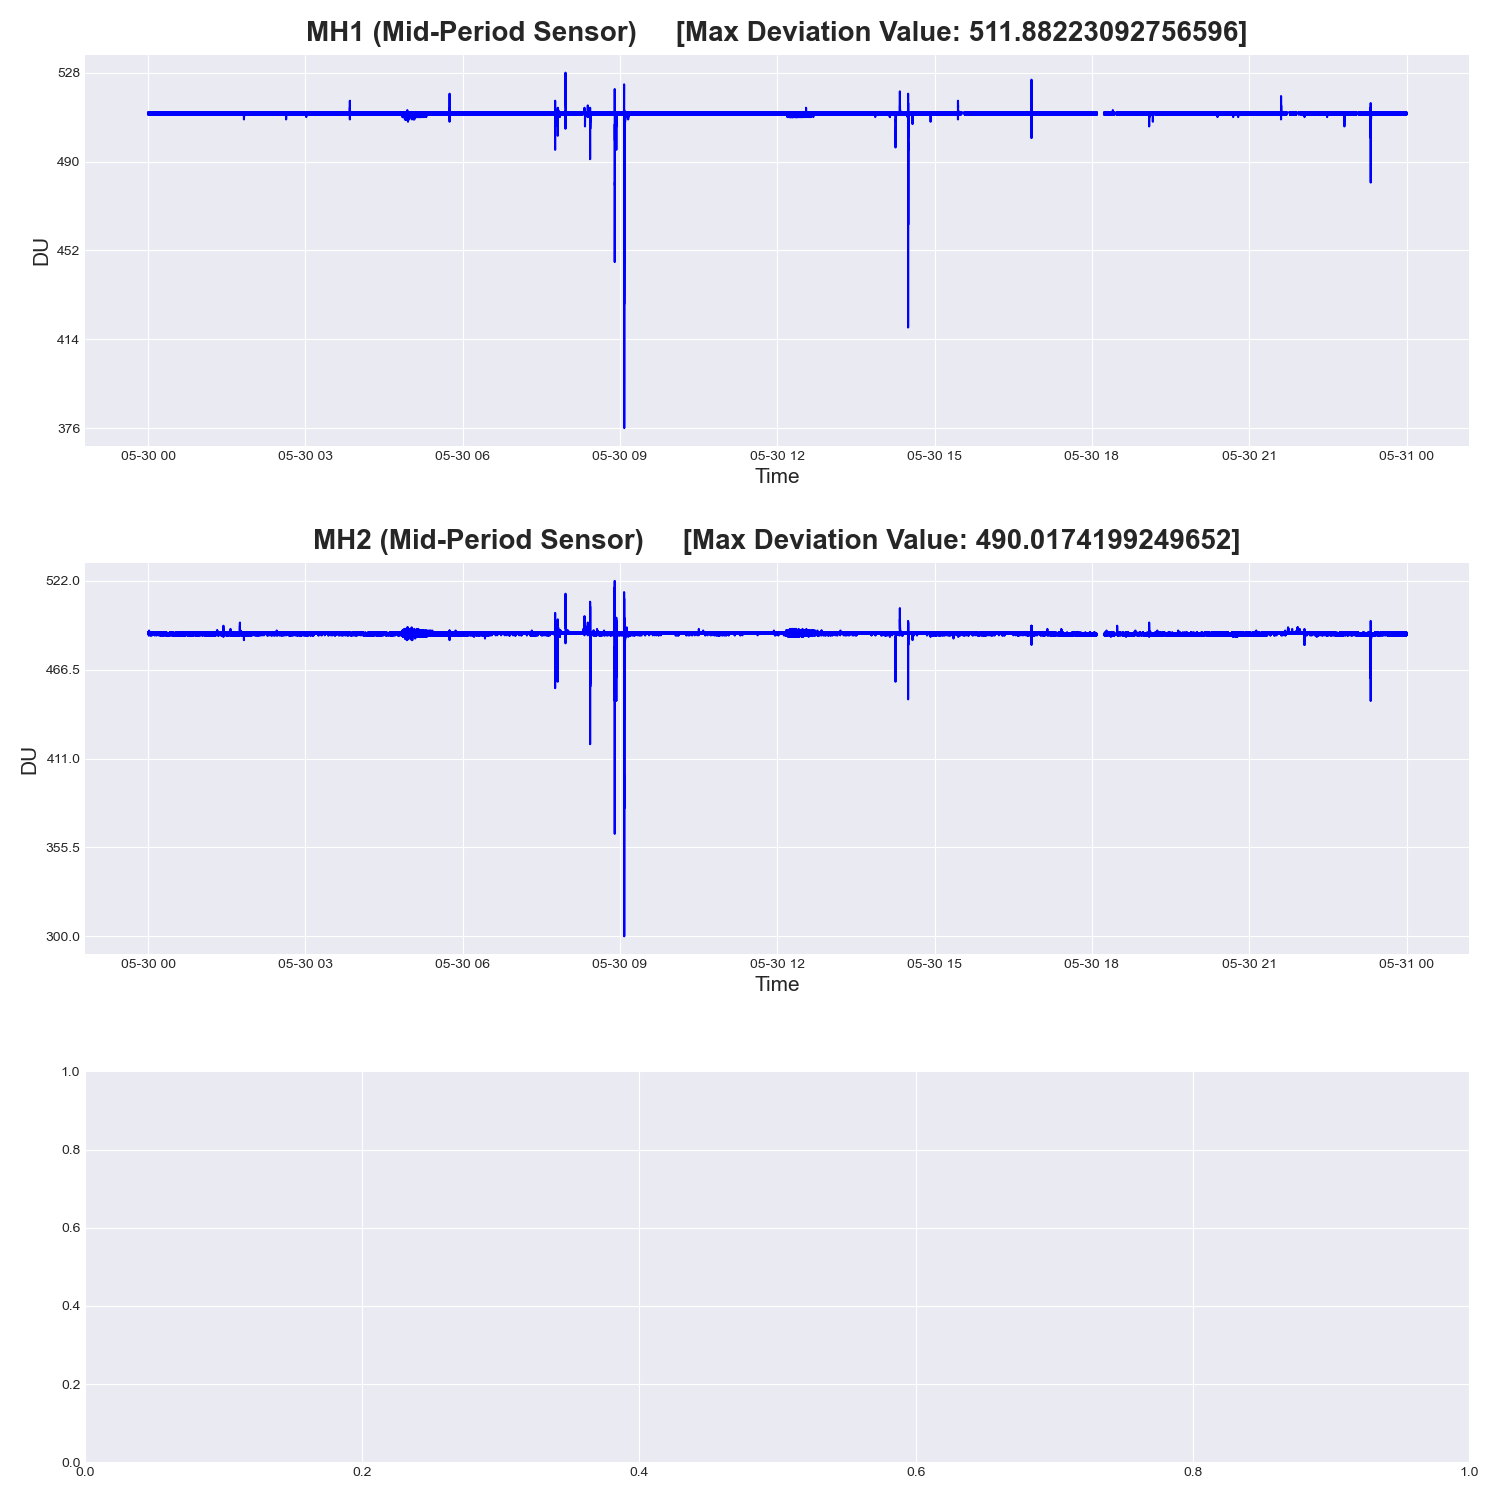 MH1 (Mid-Period Sensor) [Max Deviation Value: 511.88223092756596]
528
490
452
414
376
DU
05-30 00 05-30 03 05-30 06 05-30 09 05-30 12 05-30 15 05-30 18 05-30 21 05-31 00
Time
MH2 (Mid-Period Sensor) [Max Deviation Value: 490.0174199249652]
522.0
466.5
411.0
355.5
300.0
DU
05-30 00 05-30 03 05-30 06 05-30 09 05-30 12 05-30 15 05-30 18 05-30 21 05-31 00
Time
1.0
0.8
0.6
0.4
0.2
0.0
0.0 0.2 0.4 0.6 0.8 1.0